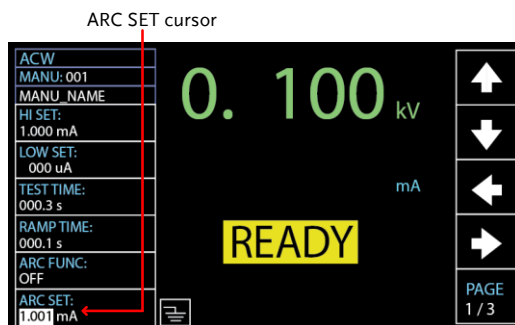 ARC SET cursor
ACW
MANU: 001
MANU_NAME
HI SET:
1.000 mA
LOW SET:
000 uA
TEST TIME:
000.3 s
RAMP TIME:
000.1 s
ARC FUNC:
OFF
ARC SET:
1.001 mA
0. 100 kV
mA
READY
PAGE
1 / 3